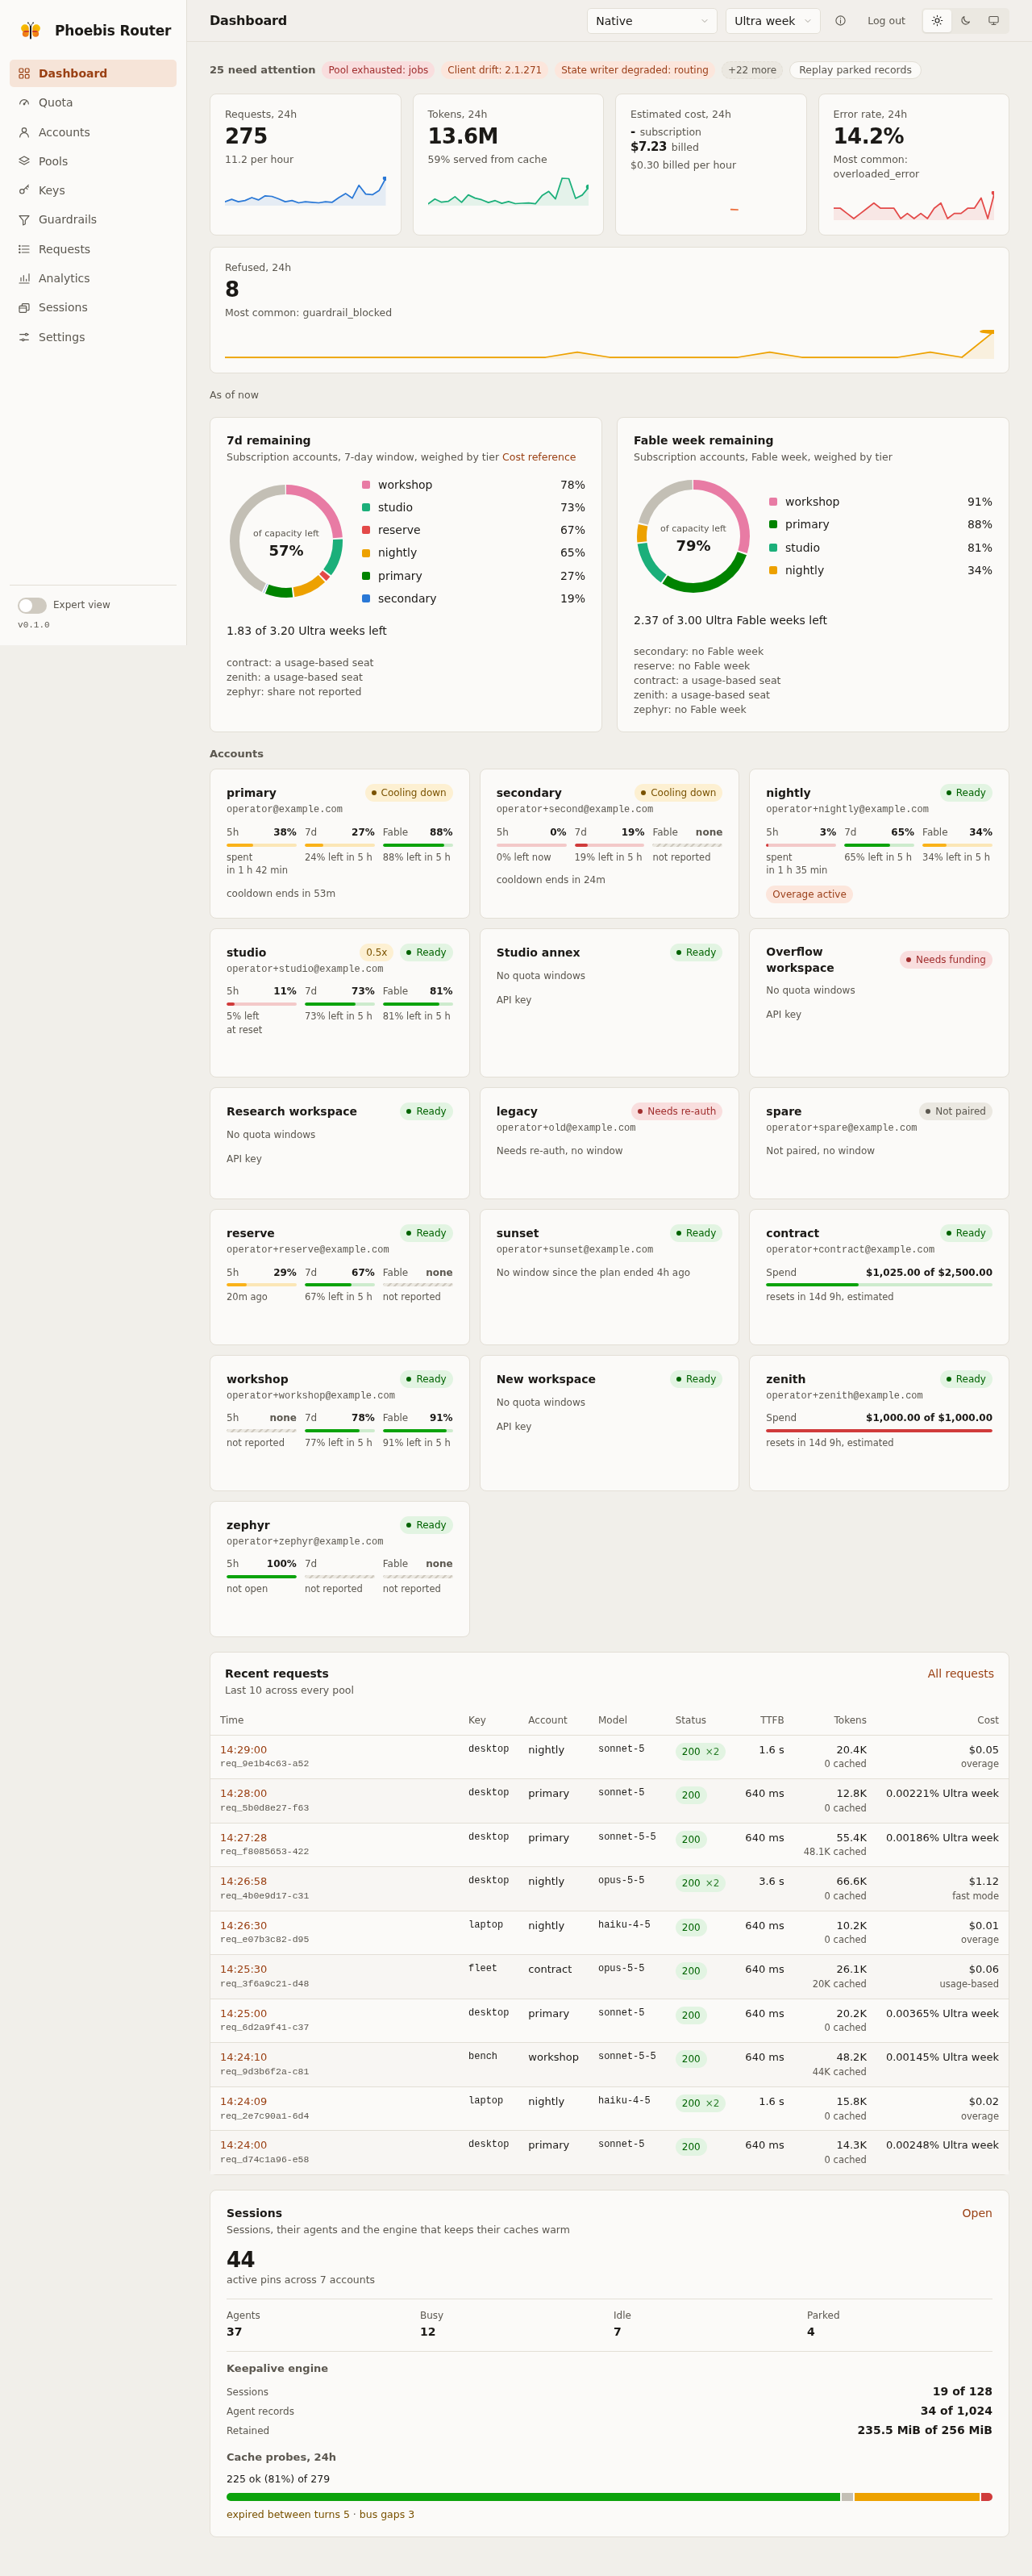 Phoebis Router
Dashboard
Quota
Accounts
Pools
Keys
Guardrails
Requests
Analytics
Sessions
Settings
Expert view
v0.1.0
Dashboard
Native
Ultra week
Log out
25 need attention
Pool exhausted: jobs
Client drift: 2.1.271
State writer degraded: routing
+22 more
Replay parked records
Requests, 24h
275
11.2 per hour
Tokens, 24h
13.6M
59% served from cache
Estimated cost, 24h
- subscription
$7.23 billed
$0.30 billed per hour
Error rate, 24h
14.2%
Most common:
overloaded_error
Refused, 24h
8
Most common: guardrail_blocked
As of now
7d remaining
Subscription accounts, 7-day window, weighed by tier Cost reference
of capacity left
57%
workshop 78%
studio 73%
reserve 67%
nightly 65%
primary 27%
secondary 19%
1.83 of 3.20 Ultra weeks left
contract: a usage-based seat
zenith: a usage-based seat
zephyr: share not reported
Fable week remaining
Subscription accounts, Fable week, weighed by tier
of capacity left
79%
workshop 91%
primary 88%
studio 81%
nightly 34%
2.37 of 3.00 Ultra Fable weeks left
secondary: no Fable week
reserve: no Fable week
contract: a usage-based seat
zenith: a usage-based seat
zephyr: no Fable week
Accounts
primary Cooling down
operator@example.com
5h 38% 7d 27% Fable 88%
spent
in 1 h 42 min
24% left in 5 h 88% left in 5 h
cooldown ends in 53m
secondary Cooling down
operator+second@example.com
5h 0% 7d 19% Fable none
0% left now 19% left in 5 h not reported
cooldown ends in 24m
nightly Ready
operator+nightly@example.com
5h 3% 7d 65% Fable 34%
spent
in 1 h 35 min
65% left in 5 h 34% left in 5 h
Overage active
studio 0.5x Ready
operator+studio@example.com
5h 11% 7d 73% Fable 81%
5% left
at reset
73% left in 5 h 81% left in 5 h
Studio annex Ready
No quota windows
API key
Overflow
workspace
Needs funding
No quota windows
API key
Research workspace Ready
No quota windows
API key
legacy Needs re-auth
operator+old@example.com
Needs re-auth, no window
spare Not paired
operator+spare@example.com
Not paired, no window
reserve Ready
operator+reserve@example.com
5h 29% 7d 67% Fable none
20m ago 67% left in 5 h not reported
sunset Ready
operator+sunset@example.com
No window since the plan ended 4h ago
contract Ready
operator+contract@example.com
Spend $1,025.00 of $2,500.00
resets in 14d 9h, estimated
workshop Ready
operator+workshop@example.com
5h none 7d 78% Fable 91%
not reported 77% left in 5 h 91% left in 5 h
New workspace Ready
No quota windows
API key
zenith Ready
operator+zenith@example.com
Spend $1,000.00 of $1,000.00
resets in 14d 9h, estimated
zephyr Ready
operator+zephyr@example.com
5h 100% 7d Fable none
not open not reported not reported
Recent requests
All requests
Last 10 across every pool
Time Key Account Model Status TTFB Tokens Cost
14:29:00 desktop nightly sonnet-5 200 ×2 1.6 s 20.4K $0.05
req_9e1b4c63-a52 0 cached overage
14:28:00 desktop primary sonnet-5 200 640 ms 12.8K 0.00221% Ultra week
req_5b0d8e27-f63 0 cached
14:27:28 desktop primary sonnet-5-5 200 640 ms 55.4K 0.00186% Ultra week
req_f8085653-422 48.1K cached
14:26:58 desktop nightly opus-5-5 200 ×2 3.6 s 66.6K $1.12
req_4b0e9d17-c31 0 cached fast mode
14:26:30 laptop nightly haiku-4-5 200 640 ms 10.2K $0.01
req_e07b3c82-d95 0 cached overage
14:25:30 fleet contract opus-5-5 200 640 ms 26.1K $0.06
req_3f6a9c21-d48 20K cached usage-based
14:25:00 desktop primary sonnet-5 200 640 ms 20.2K 0.00365% Ultra week
req_6d2a9f41-c37 0 cached
14:24:10 bench workshop sonnet-5-5 200 640 ms 48.2K 0.00145% Ultra week
req_9d3b6f2a-c81 44K cached
14:24:09 laptop nightly haiku-4-5 200 ×2 1.6 s 15.8K $0.02
req_2e7c90a1-6d4 0 cached overage
14:24:00 desktop primary sonnet-5 200 640 ms 14.3K 0.00248% Ultra week
req_d74c1a96-e58 0 cached
Sessions
Open
Sessions, their agents and the engine that keeps their caches warm
44
active pins across 7 accounts
Agents Busy Idle Parked
37 12 7 4
Keepalive engine
Sessions 19 of 128
Agent records 34 of 1,024
Retained 235.5 MiB of 256 MiB
Cache probes, 24h
225 ok (81%) of 279
expired between turns 5 · bus gaps 3